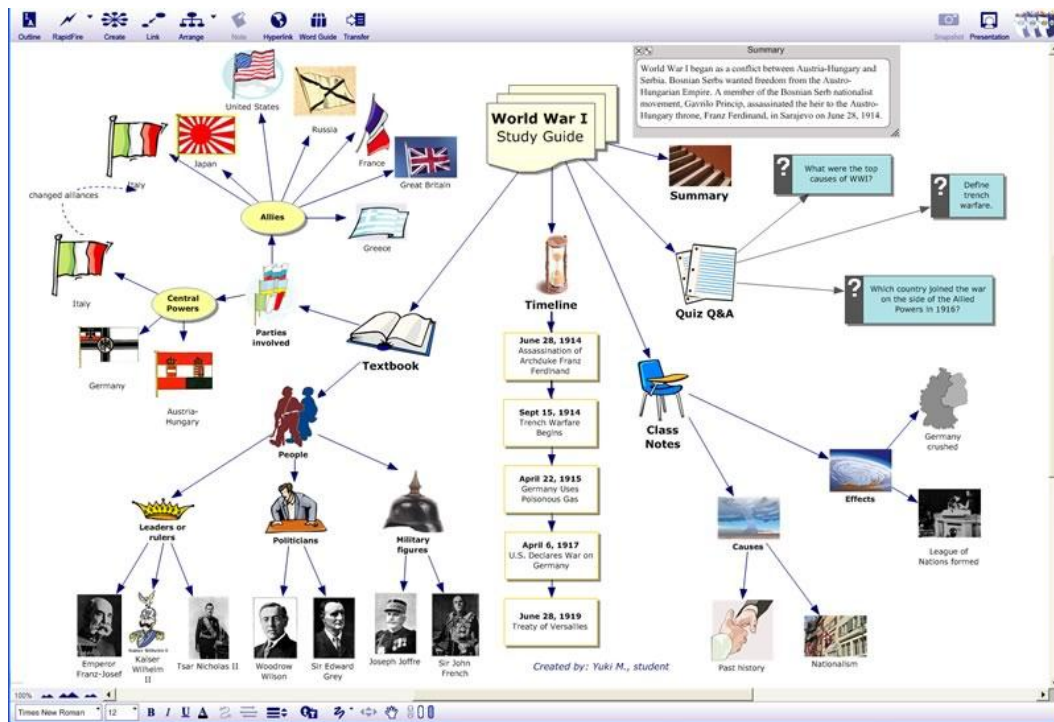 Outline RapidFire Create Link Arrange Note Hyperlink Word Guide Transfer Snapshot Presentation
Summary
World War I began as a conflict between Austria-Hungary and
Serbia. Bosnian Serbs wanted freedom from the Austro-
Hungarian Empire. A member of the Bosnian Serb nationalist
movement, Gavrilo Princip, assassinated the heir to the Austro-
Hungary throne, Franz Ferdinand, in Sarajevo on June 28, 1914.
World War I
Study Guide
United States
Russia
France
Japan
Great Britain
Italy
changed alliances
Allies
Greece
Italy
Central
Powers
Germany
Austria-
Hungary
Parties
involved
Textbook
People
Leaders or
rulers
Politicians
Military
figures
Emperor
Franz-Josef
Kaiser Wilhelm II
Kaiser
Wilhelm
II
Tsar Nicholas II
Woodrow
Wilson
Sir Edward
Grey
Joseph Joffre
Sir John
French
Timeline
June 28, 1914
Assassination of
Archduke Franz
Ferdinand
Sept 15, 1914
Trench Warfare
Begins
April 22, 1915
Germany Uses
Poisonous Gas
April 6, 1917
U.S. Declares War on
Germany
June 28, 1919
Treaty of Versailles
Summary
Quiz Q&A
?
What were the top
causes of WWI?
?
Define
trench
warfare.
?
Which country joined the war
on the side of the Allied
Powers in 1916?
Class
Notes
Effects
Germany
crushed
League of
Nations formed
Causes
Past history
Nationalism
Created by: Yuki M., student
100%
Times New Roman 12 B I U A